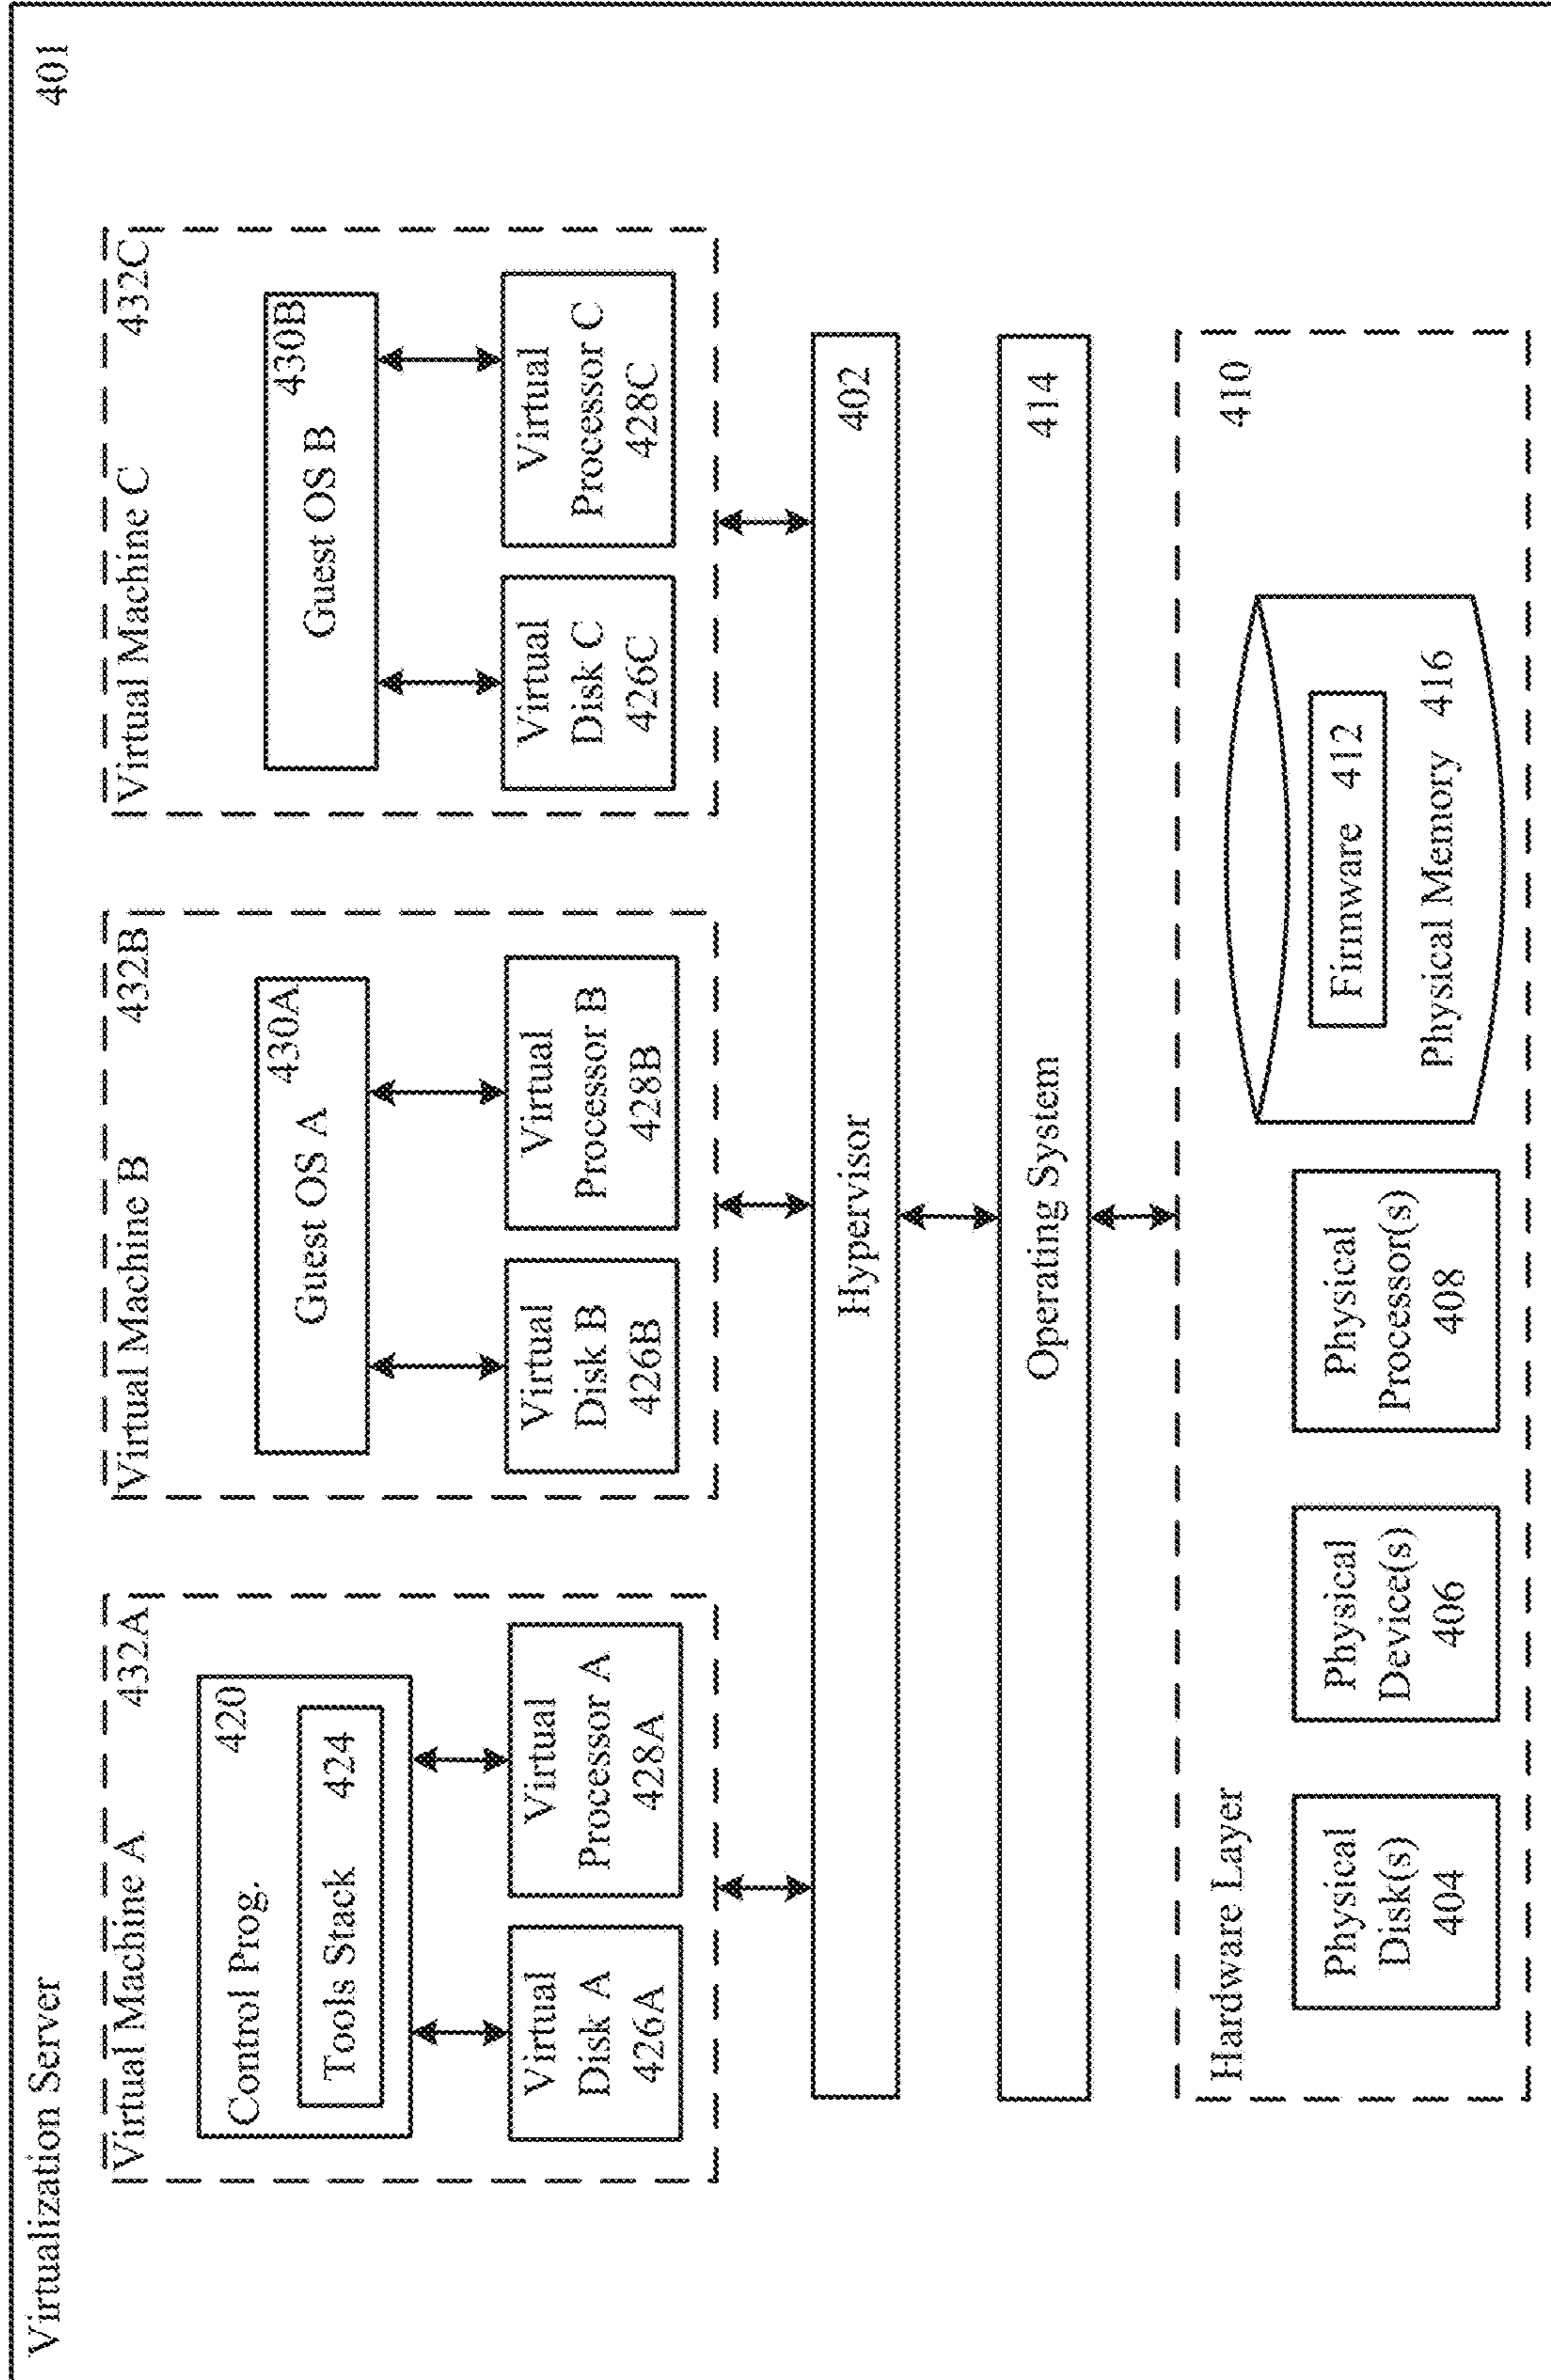 Virtualization Server
401
Virtual Machine A
432A
Control Prog.
420
Tools Stack 424
Virtual
Disk A
426A
Virtual
Processor A
428A
Virtual Machine B
432B
Guest OS A
430A
Virtual
Disk B
426B
Virtual
Processor B
428B
Virtual Machine C
432C
Guest OS B
430B
Virtual
Disk C
426C
Virtual
Processor C
428C
Hypervisor
402
Operating System
414
Hardware Layer
410
Physical
Disk(s)
404
Physical
Device(s)
406
Physical
Processor(s)
408
Firmware 412
Physical Memory 416